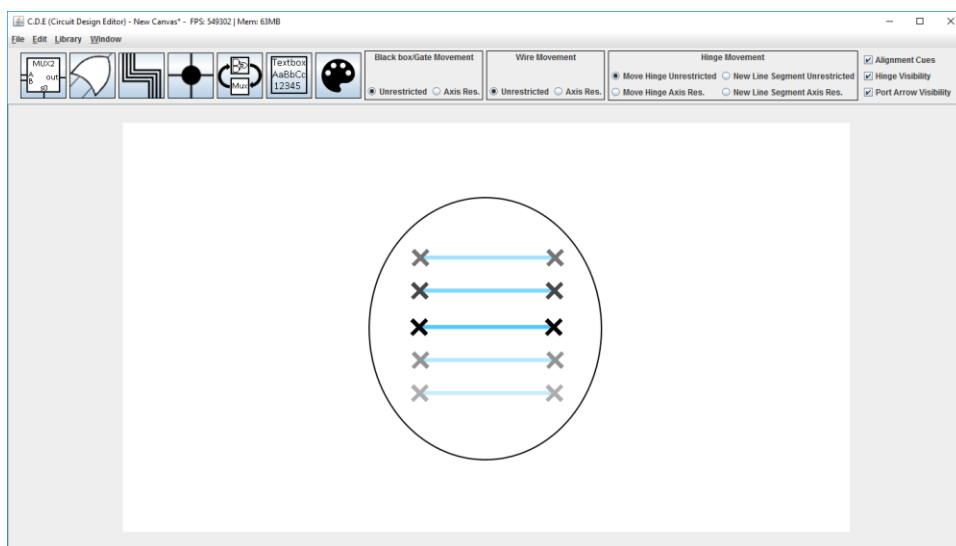 C.D.E (Circuit Design Editor) - New Canvas* - FPS: 549302 | Mem: 63MB
File Edit Library Window
MUX2
A
B
out
s0
Mux
Textbox
AaBbCc
12345
Black box/Gate Movement
Unrestricted Axis Res.
Wire Movement
Unrestricted Axis Res.
Hinge Movement
Move Hinge Unrestricted New Line Segment Unrestricted
Move Hinge Axis Res. New Line Segment Axis Res.
Alignment Cues
Hinge Visibility
Port Arrow Visibility